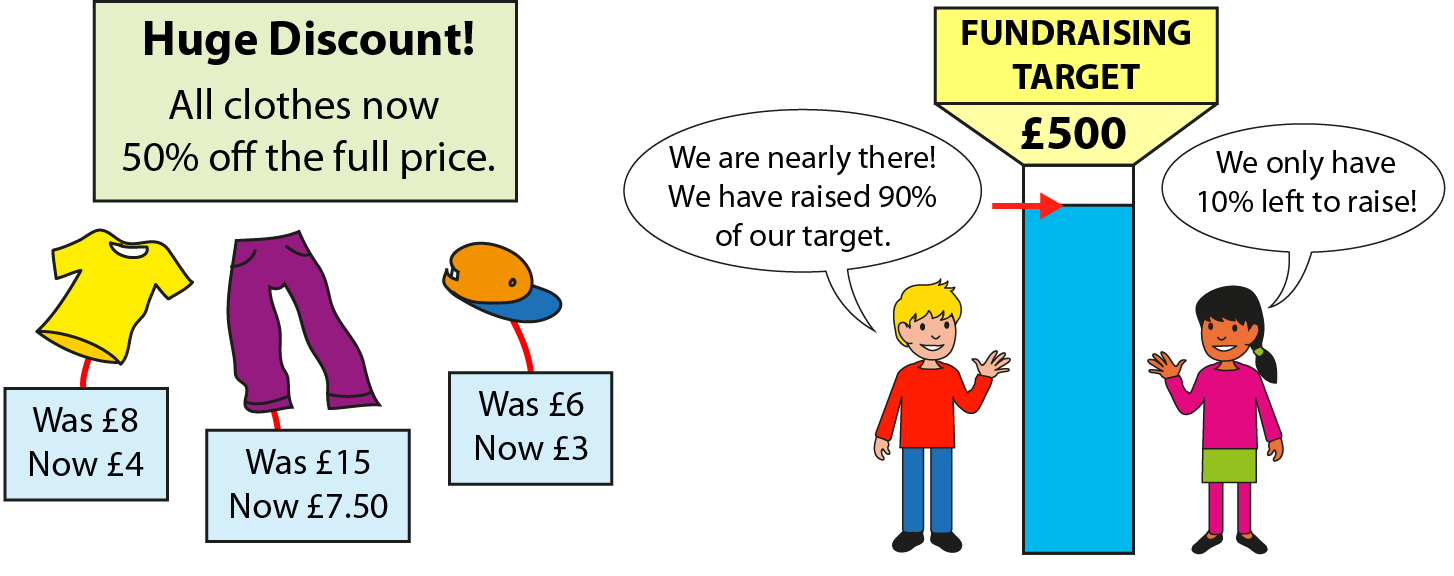 Huge Discount!
All clothes now
50% off the full price.
Was £8
Now £4
Was £15
Now £7.50
Was £6
Now £3
FUNDRAISING
TARGET
£500
We are nearly there!
We have raised 90%
of our target.
We only have
10% left to raise!